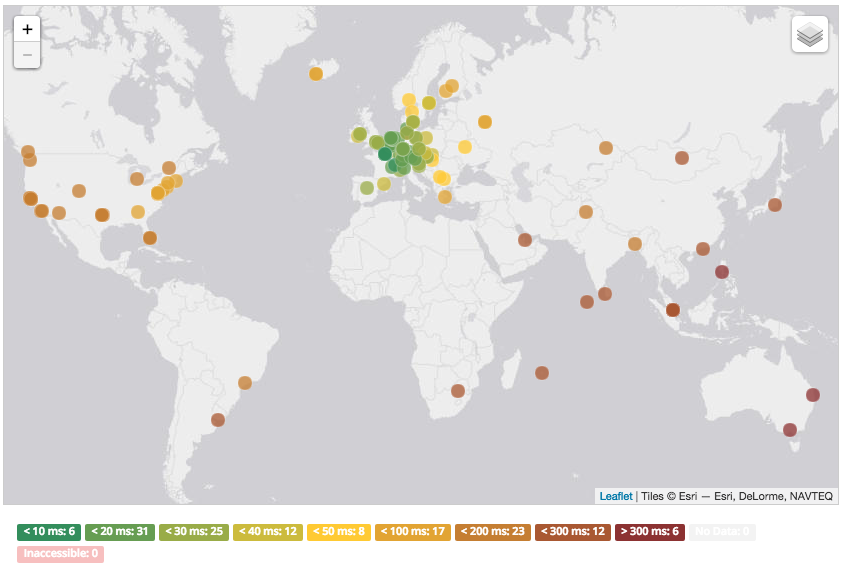 +
−
Leaflet | Tiles © Esri — Esri, DeLorme, NAVTEQ
< 10 ms: 6 < 20 ms: 31 < 30 ms: 25 < 40 ms: 12 < 50 ms: 8 < 100 ms: 17 < 200 ms: 23 < 300 ms: 12 > 300 ms: 6 No Data: 0
Inaccessible: 0